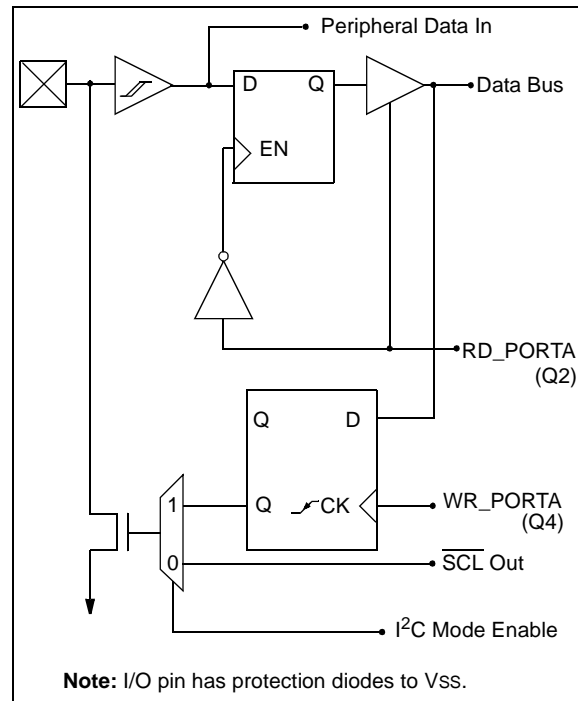 Peripheral Data In
D Q
Data Bus
EN
RD_PORTA
(Q2)
Q D
1
Q
CK
WR_PORTA
(Q4)
0
S̅C̅L̅ Out
I²C Mode Enable
Note: I/O pin has protection diodes to VSS.